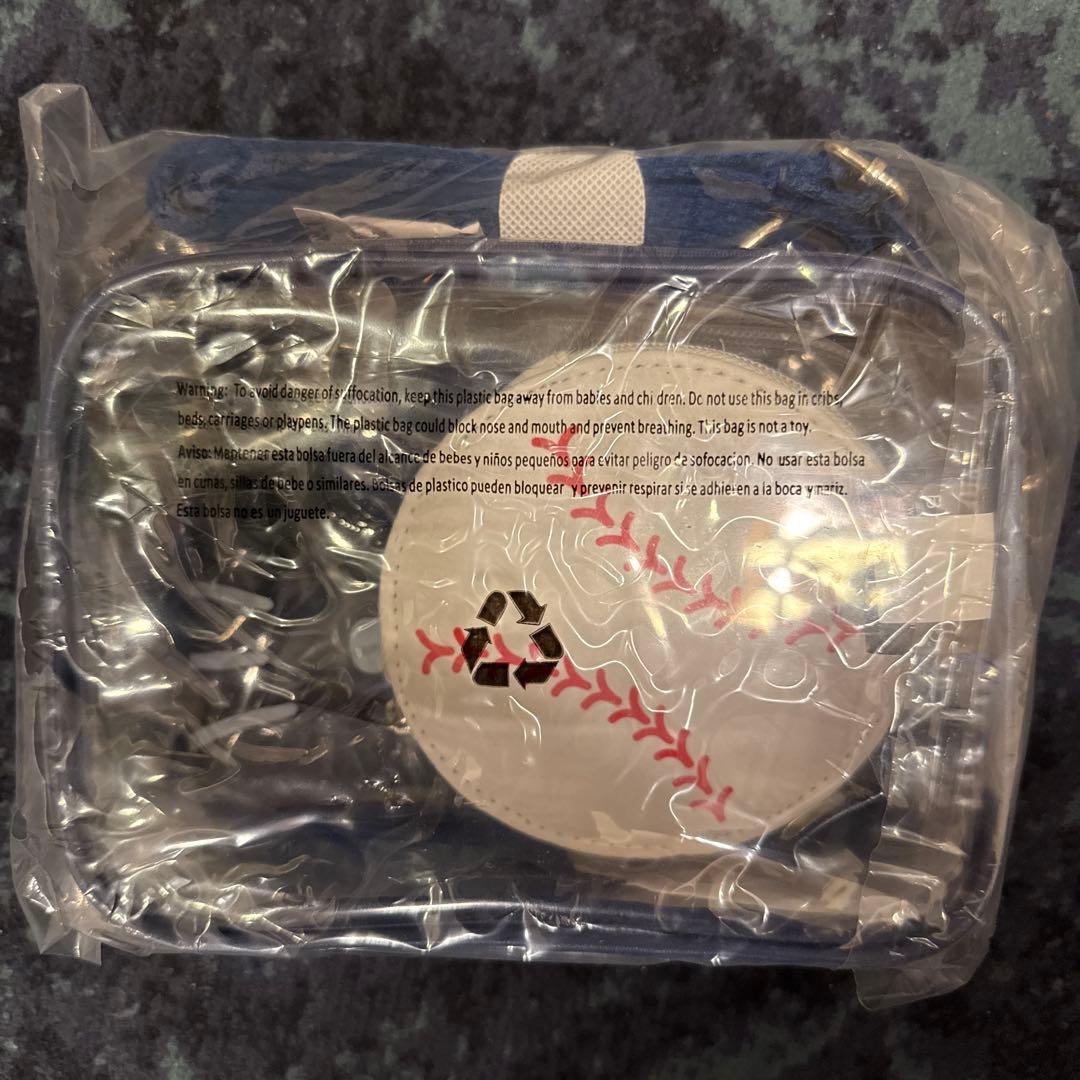 Warning: To avoid danger of suffocation, keep this plastic bag away from babies and children. Do not use this bag in cribs,
beds, carriages or playpens. The plastic bag could block nose and mouth and prevent breathing. This bag is not a toy.
Aviso: Mantener esta bolsa fuera del alcance de bebes y niños pequeños para evitar peligro de sofocacion. No usar esta bolsa
en cunas, sillas de bebe o similares. Bolsas de plastico pueden bloquear y prevenir respirar si se adhieren a la boca y nariz.
Esta bolsa no es un juguete.